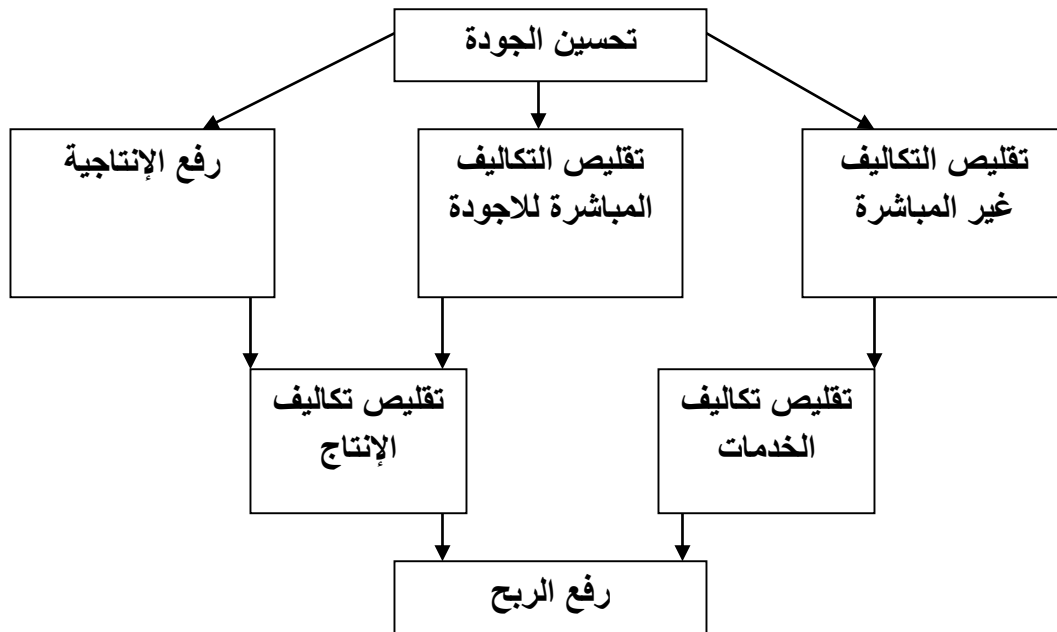 تحسين الجودة
تقليص التكاليف
غير المباشرة
تقليص التكاليف
المباشرة للاجودة
رفع الإنتاجية
تقليص تكاليف
الخدمات
تقليص تكاليف
الإنتاج
رفع الربح